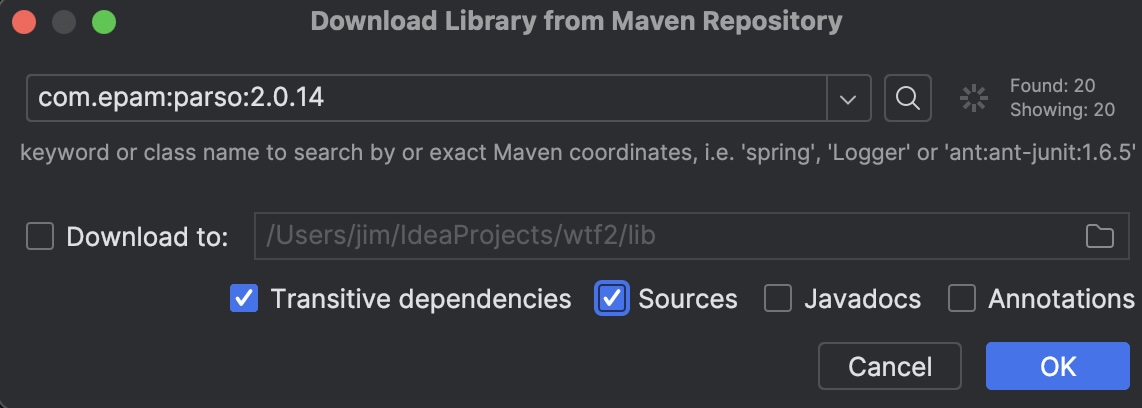 Download Library from Maven Repository
com.epam:parso:2.0.14
Found: 20
Showing: 20
keyword or class name to search by or exact Maven coordinates, i.e. 'spring', 'Logger' or 'ant:ant-junit:1.6.5'
Download to: /Users/jim/IdeaProjects/wtf2/lib
Transitive dependencies Sources Javadocs Annotations
Cancel OK